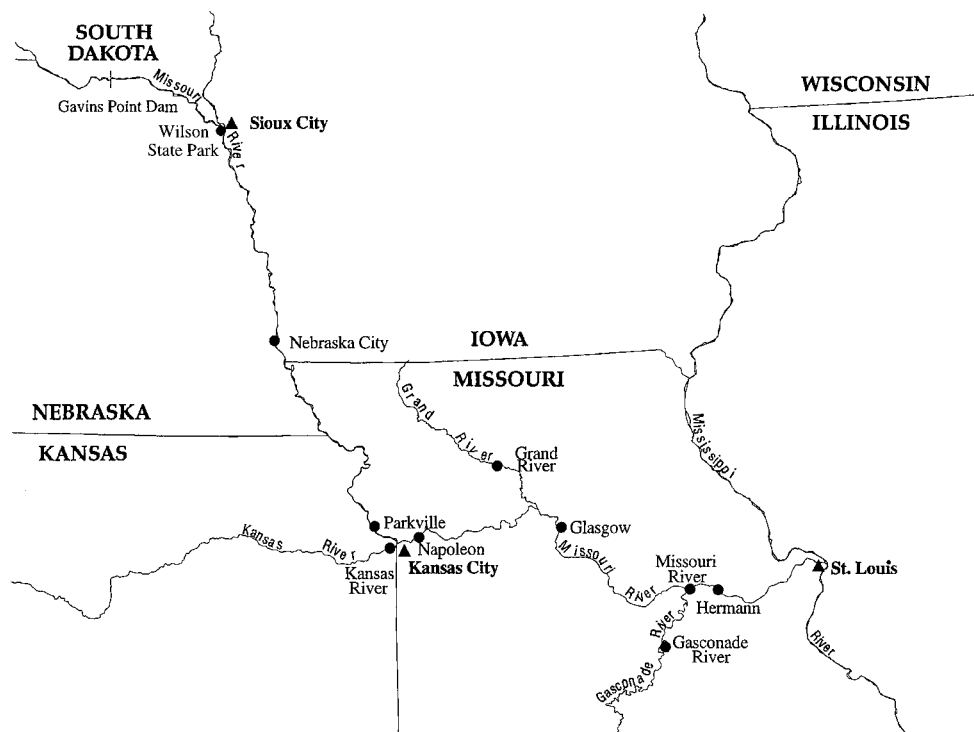 SOUTH
DAKOTA
Missouri
WISCONSIN
Gavins Point Dam
ILLINOIS
Sioux City
Wilson
State Park
River
Nebraska City
IOWA
MISSOURI
Grand
River
NEBRASKA
KANSAS
Mississippi
Grand
River
Parkville
Glasgow
Kansas
River
Napoleon
Missouri
Kansas City
Kansas
River
Missouri
River
St. Louis
River
Hermann
River
Gasconade
River
River
Gasconade